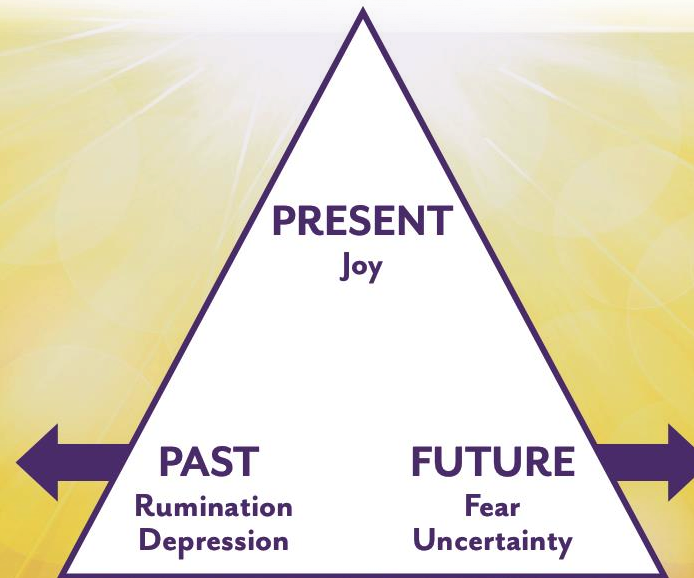 PRESENT
Joy
PAST
Rumination
Depression
FUTURE
Fear
Uncertainty